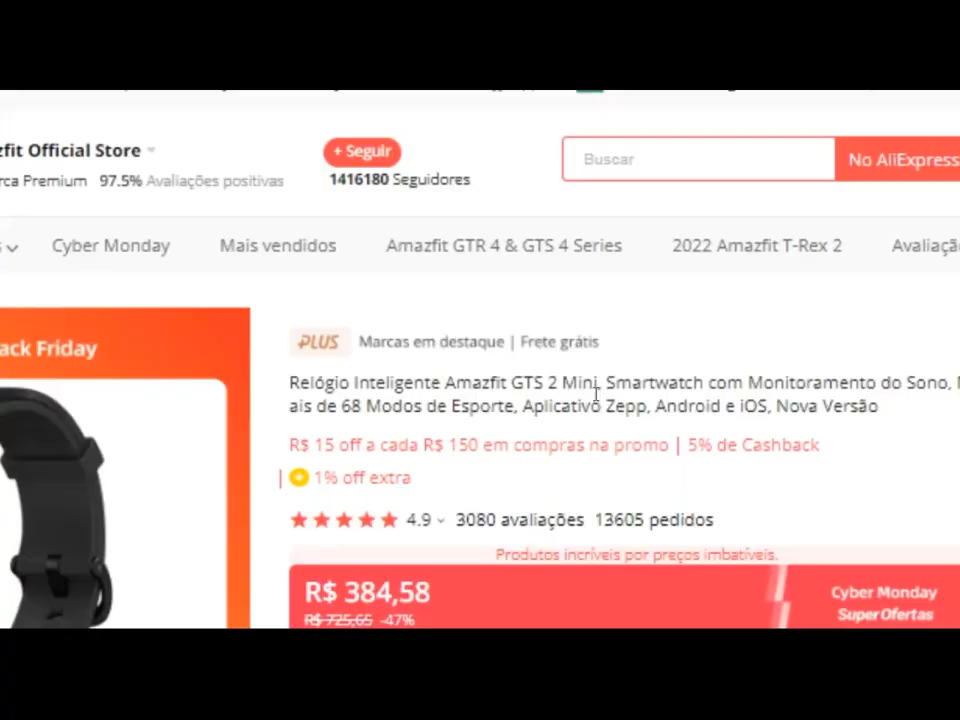 zfit Official Store
+ Seguir
rca Premium 97.5% Avaliações positivas
1416180 Seguidores
Buscar
No AliExpress
Cyber Monday Mais vendidos Amazfit GTR 4 & GTS 4 Series 2022 Amazfit T-Rex 2 Avaliaçã
ack Friday
PLUS Marcas em destaque | Frete grátis
Relógio Inteligente Amazfit GTS 2 Mini, Smartwatch com Monitoramento do Sono, M
ais de 68 Modos de Esporte, Aplicativo Zepp, Android e iOS, Nova Versão
R$ 15 off a cada R$ 150 em compras na promo | 5% de Cashback
| 1% off extra
4.9 3080 avaliações 13605 pedidos
Produtos incríveis por preços imbatíveis.
R$ 384,58
R$ 725,65 -47%
Cyber Monday
Super Ofertas